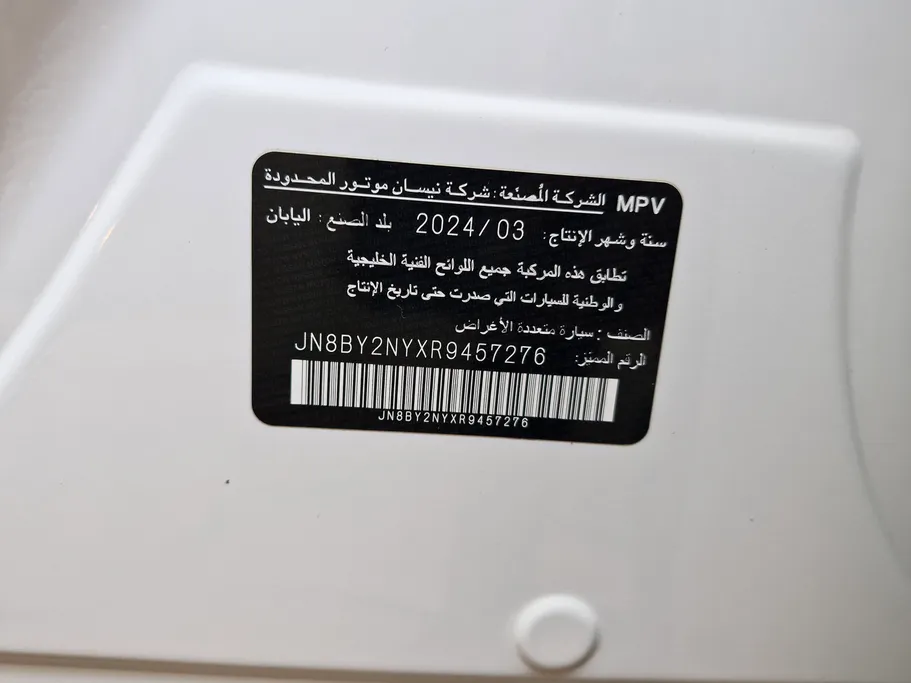 MPV الشركة المُصنّعة: شركة نيسان موتور المحدودة
سنة وشهر الإنتاج: 2024/03 بلد الصنع: اليابان
تطابق هذه المركبة جميع اللوائح الفنية الخليجية
والوطنية للسيارات التي صدرت حتى تاريخ الإنتاج
الصنف: سيارة متعددة الأغراض
الرقم المميّز: JN8BY2NYXR9457276
JN8BY2NYXR9457276